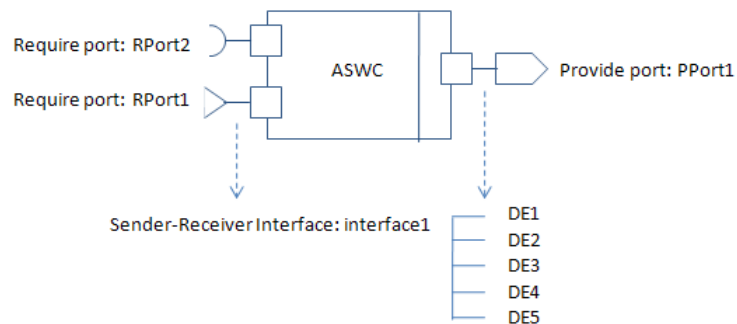 Require port: RPort2
ASWC
Provide port: PPort1
Require port: RPort1
Sender-Receiver Interface: interface1
DE1
DE2
DE3
DE4
DE5